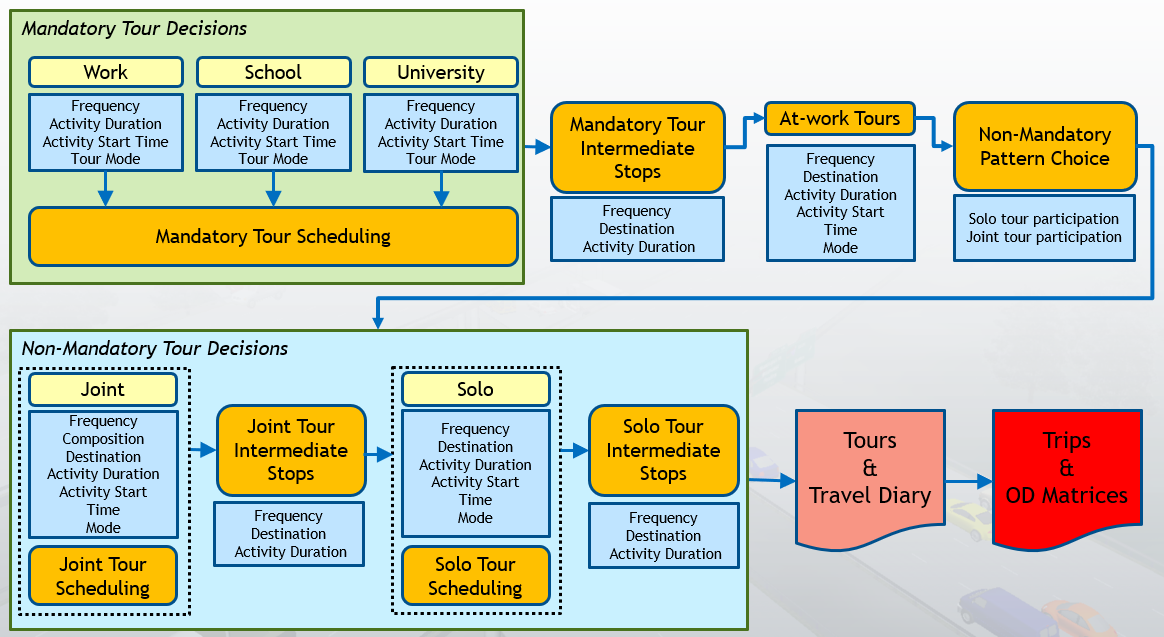 Mandatory Tour Decisions
Work
Frequency
Activity Duration
Activity Start Time
Tour Mode
School
Frequency
Activity Duration
Activity Start Time
Tour Mode
University
Frequency
Activity Duration
Activity Start Time
Tour Mode
Mandatory Tour Scheduling
Mandatory Tour
Intermediate
Stops
Frequency
Destination
Activity Duration
At-work Tours
Frequency
Destination
Activity Duration
Activity Start
Time
Mode
Non-Mandatory
Pattern Choice
Solo tour participation
Joint tour participation
Non-Mandatory Tour Decisions
Joint
Frequency
Composition
Destination
Activity Duration
Activity Start
Time
Mode
Joint Tour
Scheduling
Joint Tour
Intermediate
Stops
Frequency
Destination
Activity Duration
Solo
Frequency
Destination
Activity Duration
Activity Start
Time
Mode
Solo Tour
Scheduling
Solo Tour
Intermediate
Stops
Frequency
Destination
Activity Duration
Tours
&
Travel Diary
Trips
&
OD Matrices